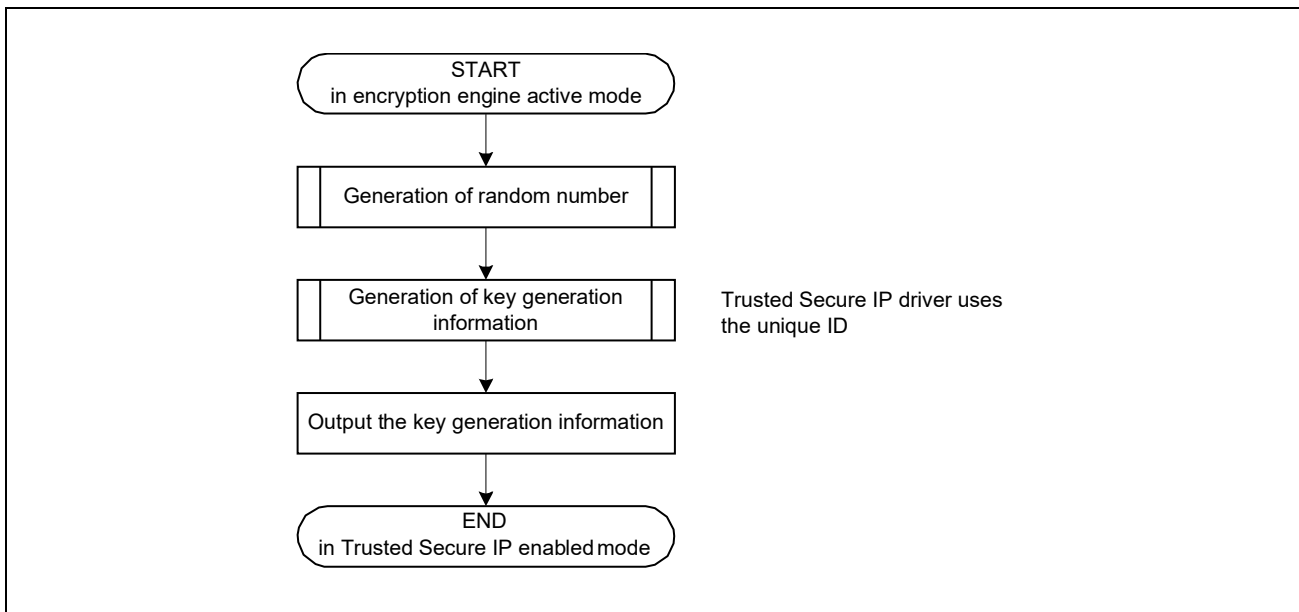 START
in encryption engine active mode
Generation of random number
Generation of key generation
information
Trusted Secure IP driver uses
the unique ID
Output the key generation information
END
in Trusted Secure IP enabled mode